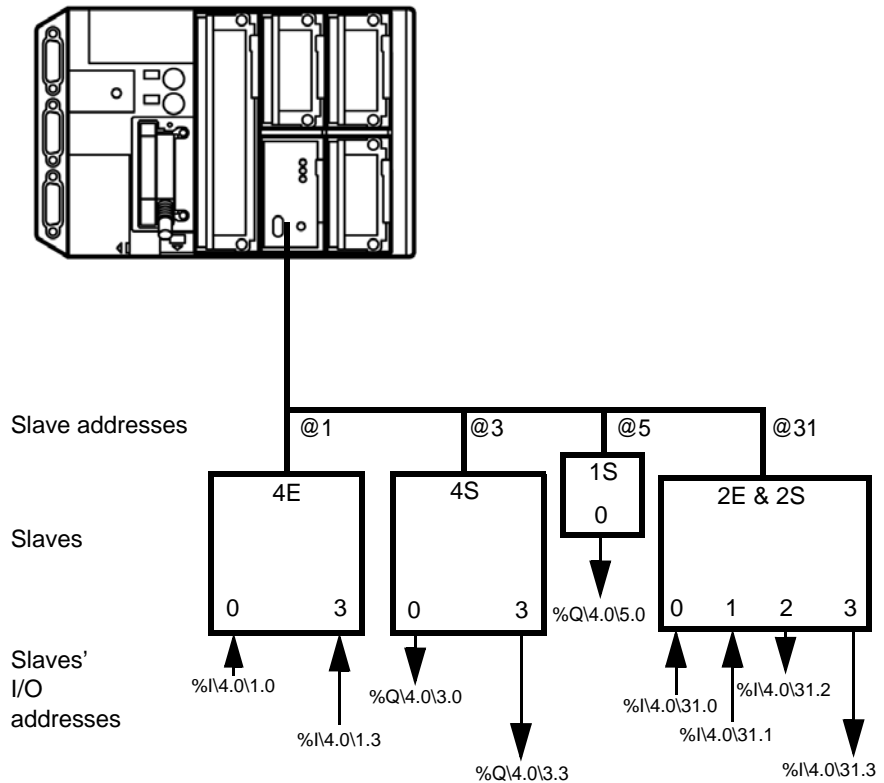 Slave addresses
@1 @3 @5 @31
Slaves
4E 4S 1S 2E & 2S
0
0 3 0 3 0 1 2 3
Slaves'
I/O
addresses
%I\4.0\1.0
%I\4.0\1.3
%Q\4.0\3.0
%Q\4.0\3.3
%Q\4.0\5.0
%I\4.0\31.0
%I\4.0\31.1
%I\4.0\31.2
%I\4.0\31.3